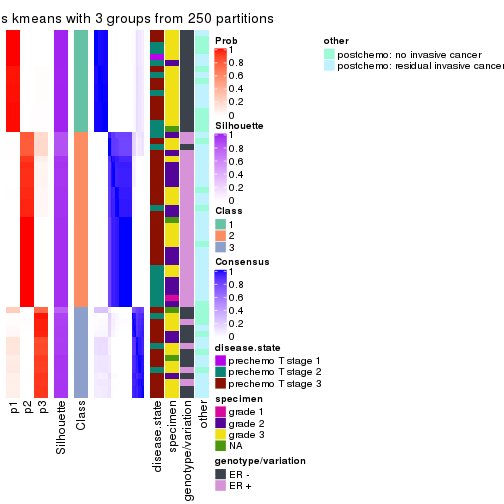 s kmeans with 3 groups from 250 partitions
Prob
1
0.8
0.6
0.4
0.2
0
Silhouette
1
0.8
0.6
0.4
0.2
0
Class
1
2
3
Consensus
1
0.8
0.6
0.4
0.2
0
disease.state
prechemo T stage 1
prechemo T stage 2
prechemo T stage 3
specimen
grade 1
grade 2
grade 3
NA
genotype/variation
ER -
ER +
other
postchemo: no invasive cancer
postchemo: residual invasive cancer
p1
p2
p3
Silhouette
Class
disease.state
specimen
genotype/variation
other